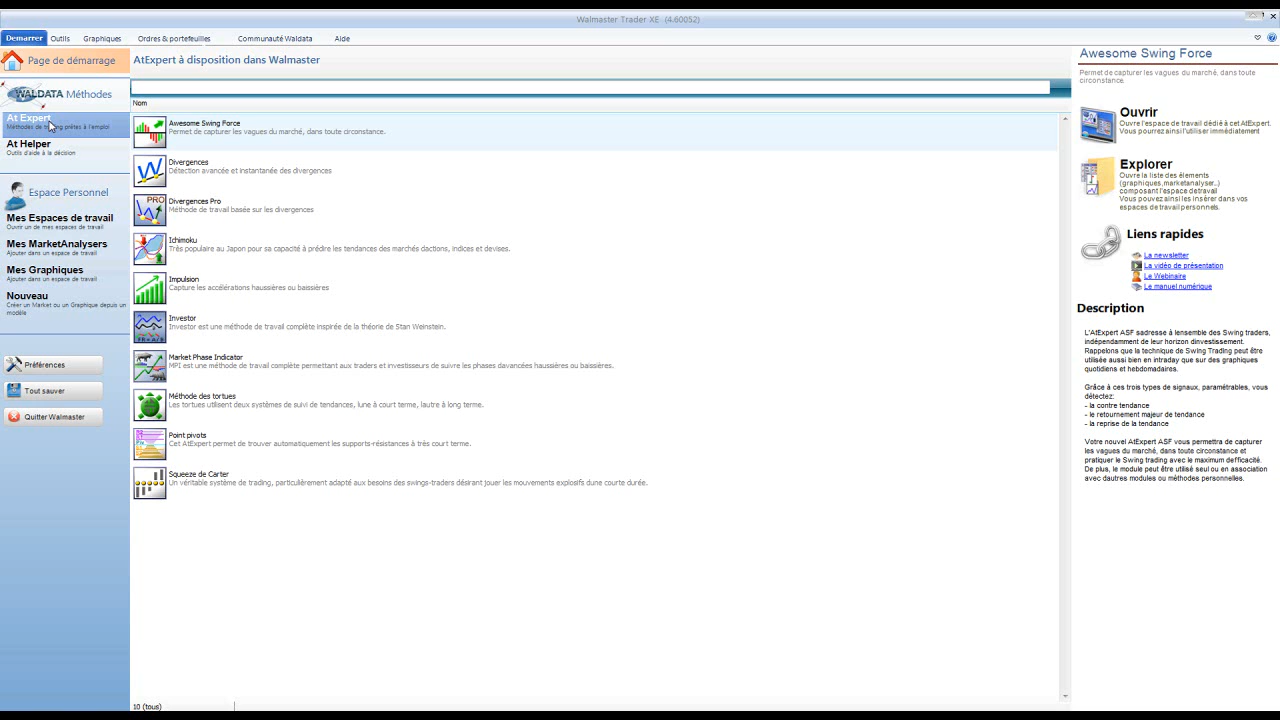 Walmaster Trader XE (4.60052)
Demarrer Outils Graphiques Ordres & portefeuilles Communauté Waldata Aide
Page de démarrage
WALDATA Méthodes
At Expert
Méthodes de trading prêtes à l'emploi
At Helper
Outils d'aide à la décision
Espace Personnel
Mes Espaces de travail
Ouvrir un de mes espaces de travail
Mes MarketAnalysers
Ajouter dans un espace de travail
Mes Graphiques
Ajouter dans un espace de travail
Nouveau
Créer un Market ou un Graphique depuis un
modèle
Préférences
Tout sauver
Quitter Walmaster
AtExpert à disposition dans Walmaster
Nom
Awesome Swing Force
Permet de capturer les vagues du marché, dans toute circonstance.
Divergences
Détection avancée et instantanée des divergences
PRO
Divergences Pro
Méthode de travail basée sur les divergences
Ichimoku
Très populaire au Japon pour sa capacité à prédire les tendances des marchés dactions, indices et devises.
Impulsion
Capture les accélérations haussières ou baissières
Investor
Investor est une méthode de travail complète inspirée de la théorie de Stan Weinstein.
Market Phase Indicator
MPI est une méthode de travail complète permettant aux traders et investisseurs de suivre les phases davancées haussières ou baissières.
Méthode des tortues
Les tortues utilisent deux systèmes de suivi de tendances, lune à court terme, lautre à long terme.
Point pivots
Cet AtExpert permet de trouver automatiquement les supports-résistances à très court terme.
Squeeze de Carter
Un véritable système de trading, particulièrement adapté aux besoins des swings-traders désirant jouer les mouvements explosifs dune courte durée.
10 (tous)
Awesome Swing Force
Permet de capturer les vagues du marché, dans toute
circonstance.
Ouvrir
Ouvre l'espace de travail dédié à cet AtExpert.
Vous pourrez ainsi l'utiliser immédiatement
Explorer
Ouvre la liste des élements
(graphiques,marketanalyser..)
composant l'espace detravail
Vous pouvez ainsi les insérer dans vos
espaces de travail personnels.
Liens rapides
La newsletter
La vidéo de présentation
Le Webinaire
Le manuel numérique
Description
L'AtExpert ASF sadresse à lensemble des Swing traders,
indépendamment de leur horizon dinvestissement.
Rappelons que la technique de Swing Trading peut être
utilisée aussi bien en intraday que sur des graphiques
quotidiens et hebdomadaires.
Grâce à ces trois types de signaux, paramétrables, vous
détectez:
- la contre tendance
- le retournement majeur de tendance
- la reprise de la tendance
Votre nouvel AtExpert ASF vous permettra de capturer
les vagues du marché, dans toute circonstance et
pratiquer le Swing trading avec le maximum defficacité.
De plus, le module peut être utilisé seul ou en association
avec dautres modules ou méthodes personnelles.